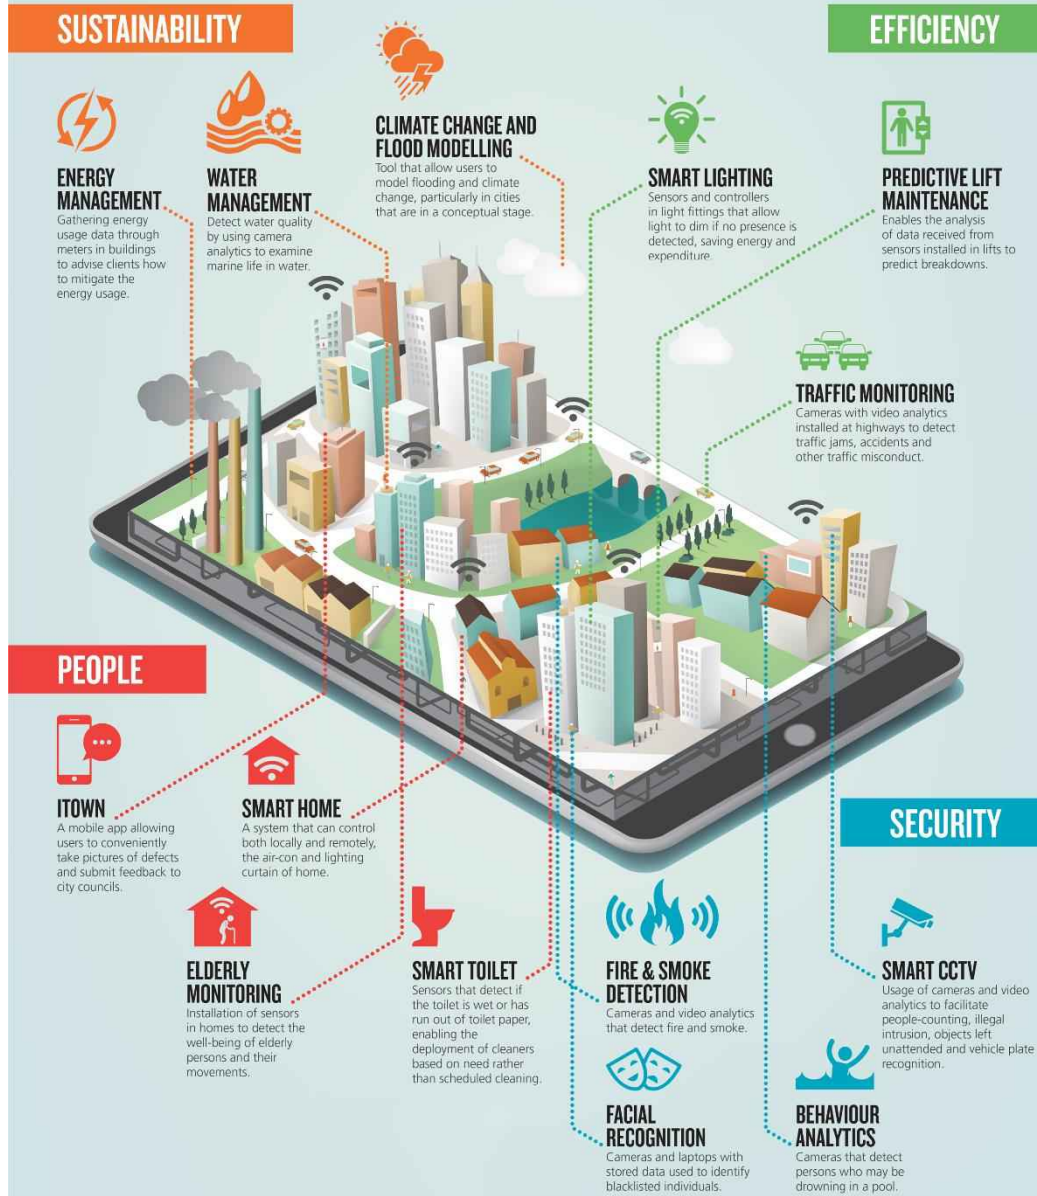 SUSTAINABILITY
ENERGY
MANAGEMENT
Gathering energy
usage data through
meters in buildings
to advise clients how
to mitigate the
energy usage.
WATER
MANAGEMENT
Detect water quality
by using camera
analytics to examine
marine life in water.
CLIMATE CHANGE AND
FLOOD MODELLING
Tool that allow users to
model flooding and climate
change, particularly in cities
that are in a conceptual stage.
EFFICIENCY
SMART LIGHTING
Sensors and controllers
in light fittings that allow
light to dim if no presence is
detected, saving energy and
expenditure.
PREDICTIVE LIFT
MAINTENANCE
Enables the analysis
of data received from
sensors installed in lifts to
predict breakdowns.
TRAFFIC MONITORING
Cameras with video analytics
installed at highways to detect
traffic jams, accidents and
other traffic misconduct.
PEOPLE
ITOWN
A mobile app allowing
users to conveniently
take pictures of defects
and submit feedback to
city councils.
SMART HOME
A system that can control
both locally and remotely,
the air-con and lighting
curtain of home.
ELDERLY
MONITORING
Installation of sensors
in homes to detect the
well-being of elderly
persons and their
movements.
SMART TOILET
Sensors that detect if
the toilet is wet or has
run out of toilet paper,
enabling the
deployment of cleaners
based on need rather
than scheduled cleaning.
SECURITY
FIRE & SMOKE
DETECTION
Cameras and video analytics
that detect fire and smoke.
SMART CCTV
Usage of cameras and video
analytics to facilitate
people-counting, illegal
intrusion, objects left
unattended and vehicle plate
recognition.
FACIAL
RECOGNITION
Cameras and laptops with
stored data used to identify
blacklisted individuals.
BEHAVIOUR
ANALYTICS
Cameras that detect
persons who may be
drowning in a pool.